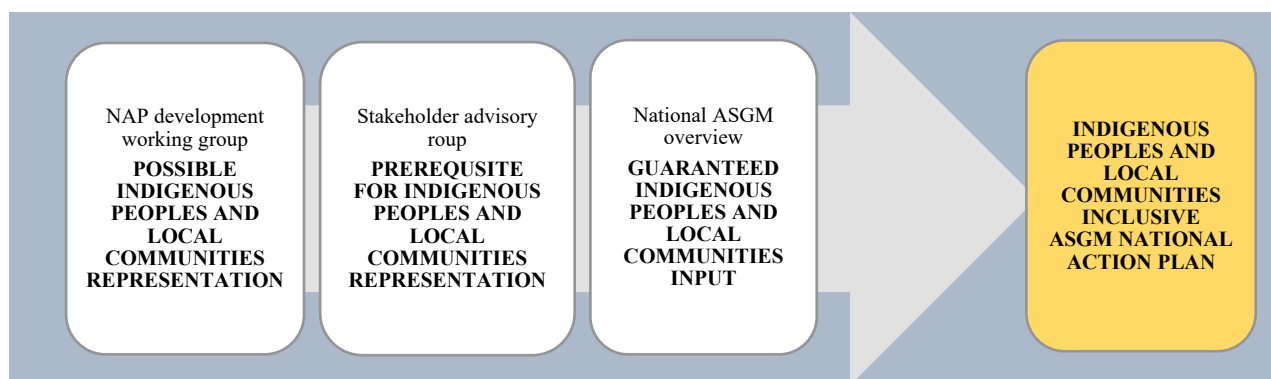 NAP development
working group
POSSIBLE
INDIGENOUS
PEOPLES AND
LOCAL
COMMUNITIES
REPRESENTATION
Stakeholder advisory
roup
PREREQUSITE
FOR INDIGENOUS
PEOPLES AND
LOCAL
COMMUNITIES
REPRESENTATION
National ASGM
overview
GUARANTEED
INDIGENOUS
PEOPLES AND
LOCAL
COMMUNITIES
INPUT
INDIGENOUS
PEOPLES AND
LOCAL
COMMUNITIES
INCLUSIVE
ASGM NATIONAL
ACTION PLAN